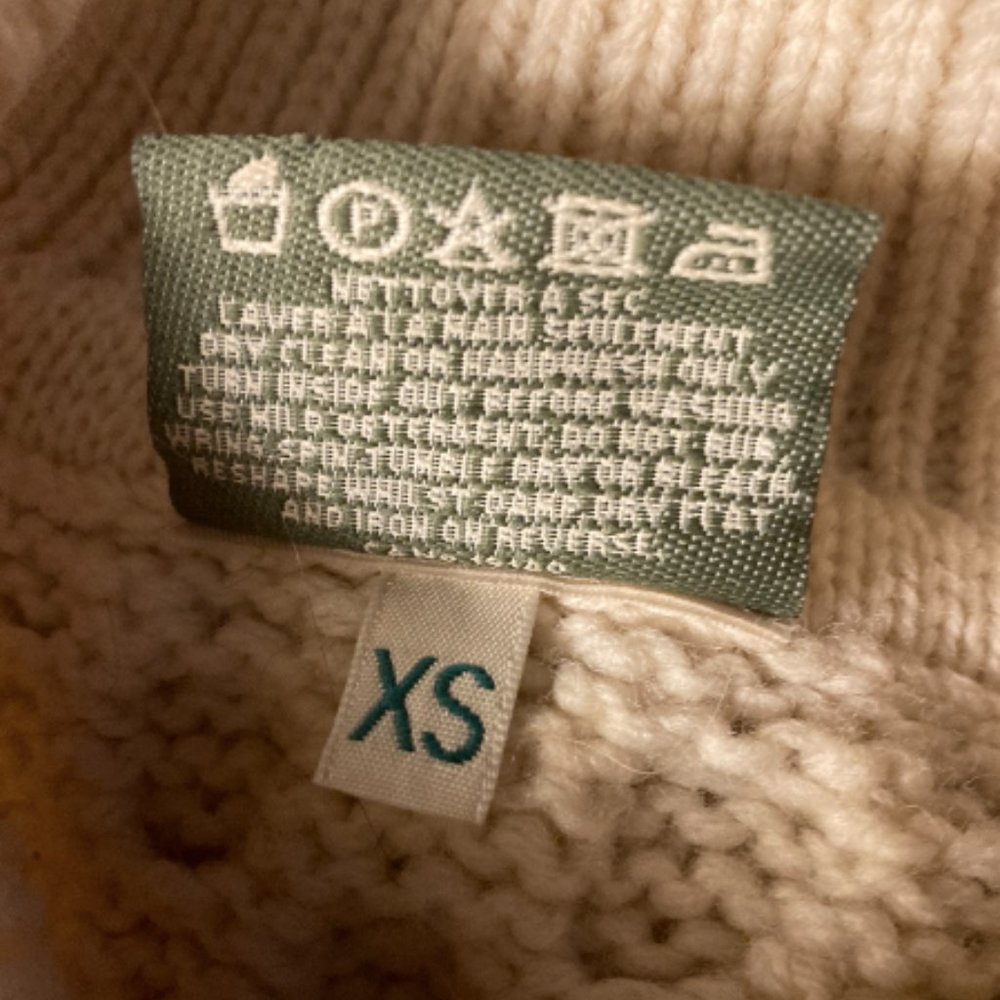 P
NETTOYER A SEC
LAVER A LA MAIN SEULEMENT
DRY CLEAN OR HANDWASH ONLY
TURN INSIDE OUT BEFORE WASHING
USE MILD DETERGENT. DO NOT RUB,
WRING, SPIN, TUMBLE DRY OR BLEACH.
RESHAPE WHILST DAMP. DRY FLAT
AND IRON ON REVERSE.
XS